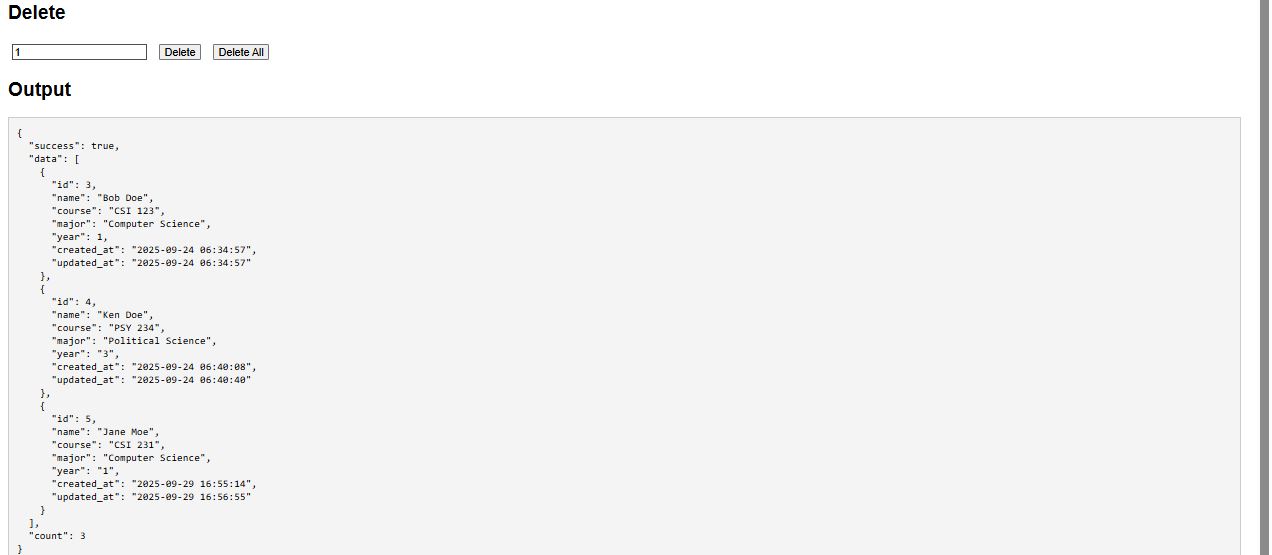 Delete
1 Delete Delete All
Output
{
  "success": true,
  "data": [
    {
      "id": 3,
      "name": "Bob Doe",
      "course": "CSI 123",
      "major": "Computer Science",
      "year": 1,
      "created_at": "2025-09-24 06:34:57",
      "updated_at": "2025-09-24 06:34:57"
    },
    {
      "id": 4,
      "name": "Ken Doe",
      "course": "PSY 234",
      "major": "Political Science",
      "year": "3",
      "created_at": "2025-09-24 06:40:08",
      "updated_at": "2025-09-24 06:40:40"
    },
    {
      "id": 5,
      "name": "Jane Moe",
      "course": "CSI 231",
      "major": "Computer Science",
      "year": "1",
      "created_at": "2025-09-29 16:55:14",
      "updated_at": "2025-09-29 16:56:55"
    }
  ],
  "count": 3
}